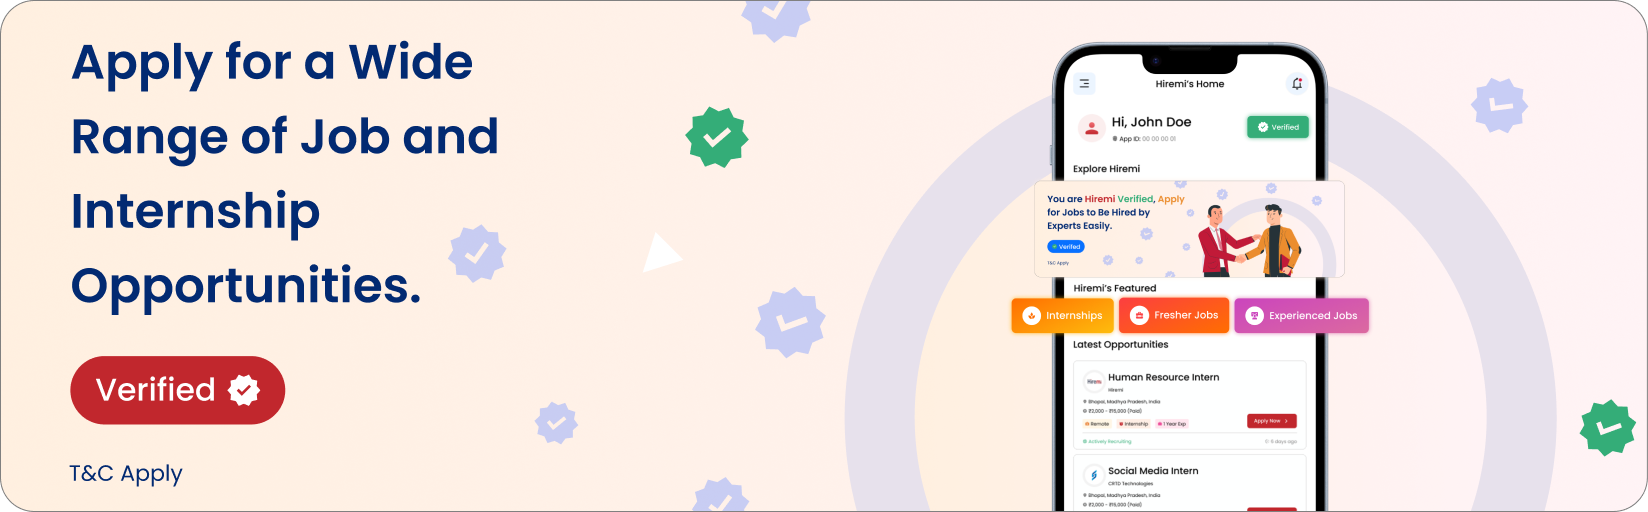 Apply for a Wide
Range of Job and
Internship
Opportunities.
Verified
T&C Apply
Hiremi's Home
Hi, John Doe
App ID: 00 00 00 01
Verified
Explore Hiremi
You are Hiremi Verified, Apply
for Jobs to Be Hired by
Experts Easily.
Verifed
T&C Apply
Hiremi's Featured
Internships
Fresher Jobs
Experienced Jobs
Latest Opportunities
Hiremi
Human Resource Intern
Hiremi
Bhopal, Madhya Pradesh, India
₹2,000 - ₹15,000 (Paid)
Remote
Internship
1 Year Exp
Apply Now
Actively Recruiting
6 days ago
Social Media Intern
CRTD Technologies
Bhopal, Madhya Pradesh, India
₹2,000 - ₹15,000 (Paid)